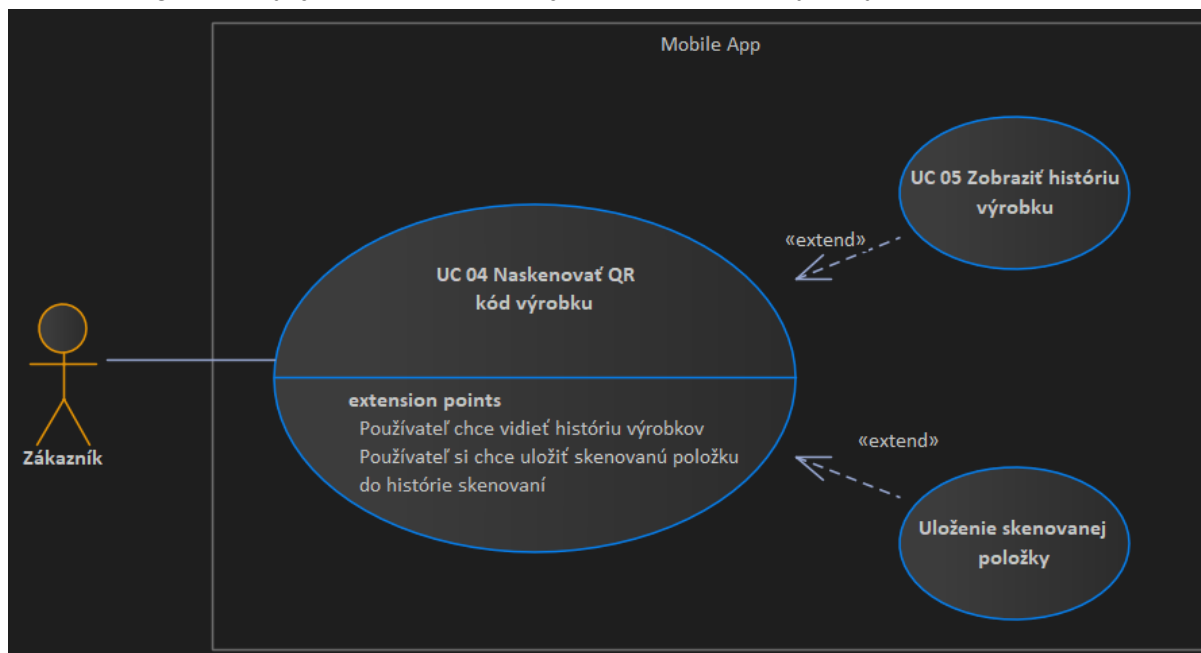 Mobile App
UC 05 Zobraziť históriu
výrobku
«extend»
UC 04 Naskenovať QR
kód výrobku
extension points
Používateľ chce vidieť históriu výrobkov
Používateľ si chce uložiť skenovanú položku
do histórie skenovaní
«extend»
Zákazník
Uloženie skenovanej
položky